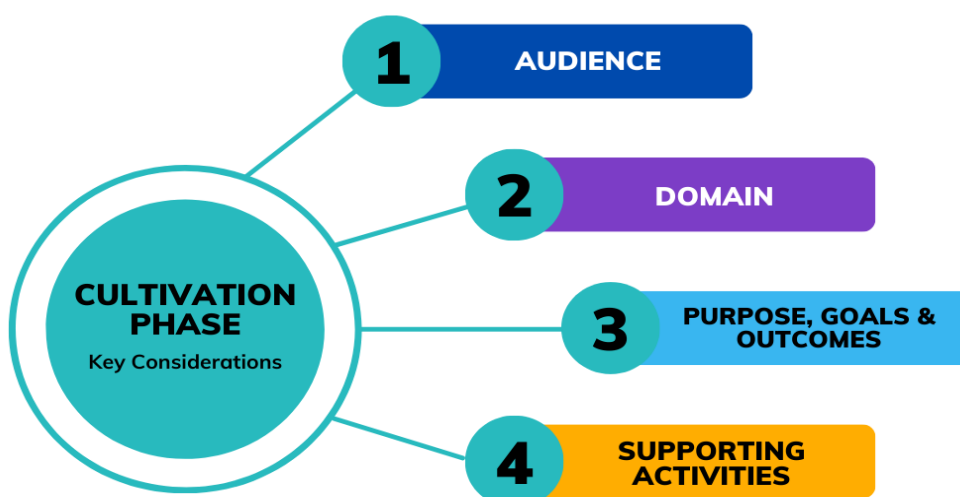 1
AUDIENCE
2
DOMAIN
CULTIVATION
PHASE
Key Considerations
3
PURPOSE, GOALS &
OUTCOMES
4
SUPPORTING
ACTIVITIES